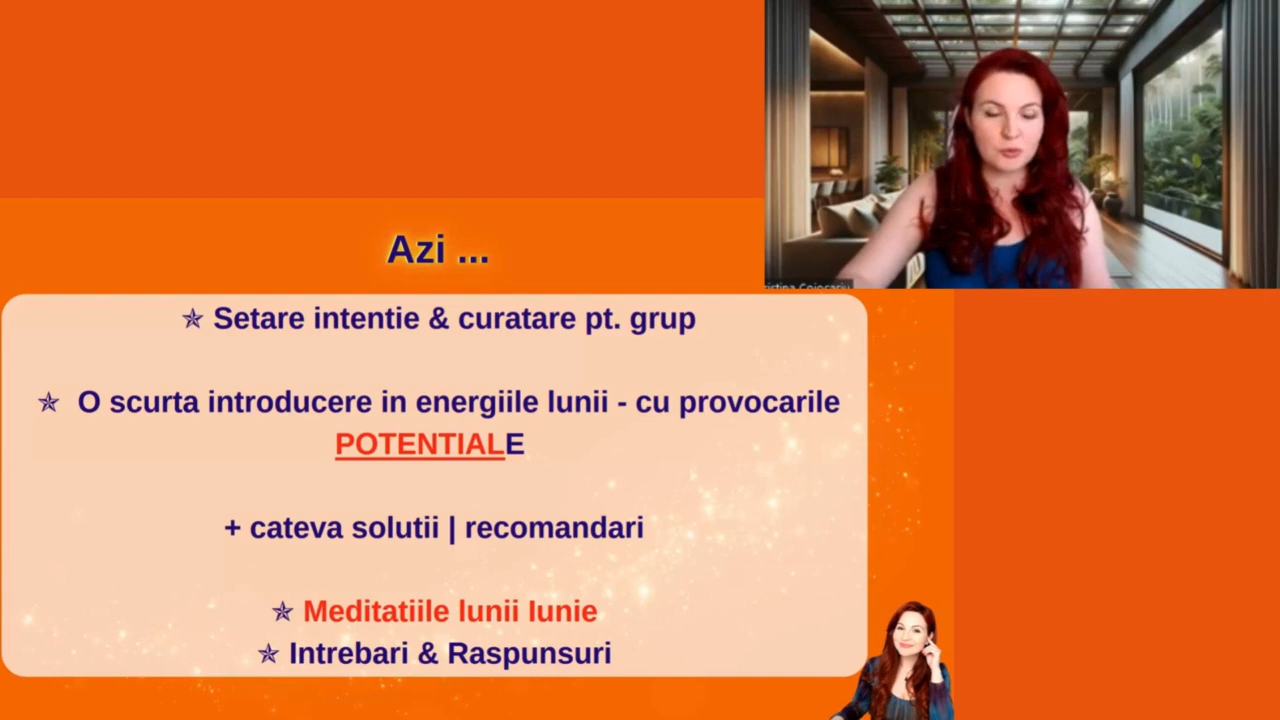 Azi ...
✯ Setare intentie & curatare pt. grup
✯ O scurta introducere in energiile lunii - cu provocarile
POTENTIALE
+ cateva solutii | recomandari
✯ Meditatiile lunii Iunie
✯ Intrebari & Raspunsuri